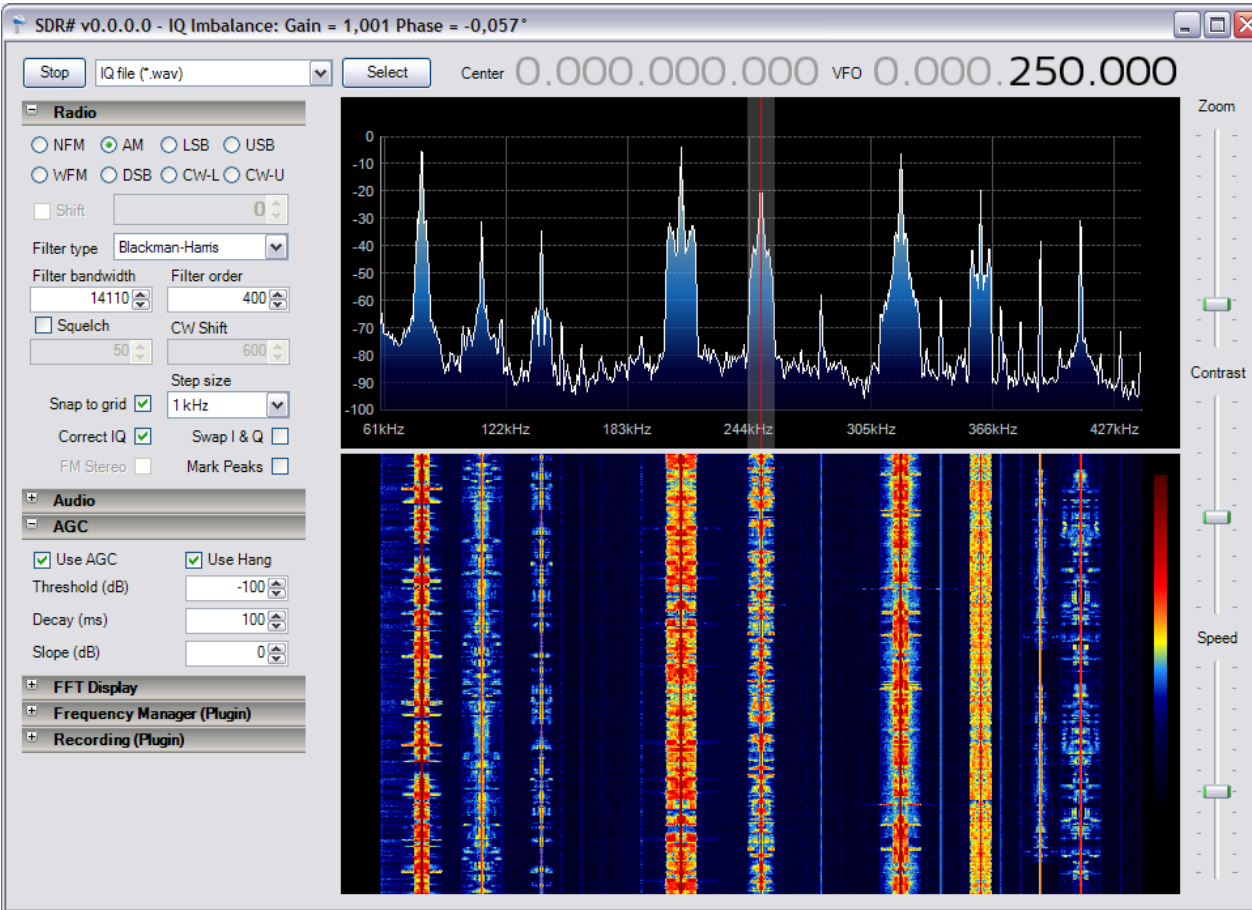 SDR# v0.0.0.0 - IQ Imbalance: Gain = 1,001 Phase = -0,057°
Stop IQ file (*.wav) Select Center 0.000.000.000 VFO 0.000.250.000
Radio
NFM AM LSB USB
WFM DSB CW-L CW-U
Shift 0
Filter type Blackman-Harris
Filter bandwidth Filter order
14110 400
Squelch CW Shift
50 600
Step size
Snap to grid 1 kHz
Correct IQ Swap I & Q
FM Stereo Mark Peaks
Audio
AGC
Use AGC Use Hang
Threshold (dB) -100
Decay (ms) 100
Slope (dB) 0
FFT Display
Frequency Manager (Plugin)
Recording (Plugin)
0
-10
-20
-30
-40
-50
-60
-70
-80
-90
-100
61kHz 122kHz 183kHz 244kHz 305kHz 366kHz 427kHz
Zoom
Contrast
Speed